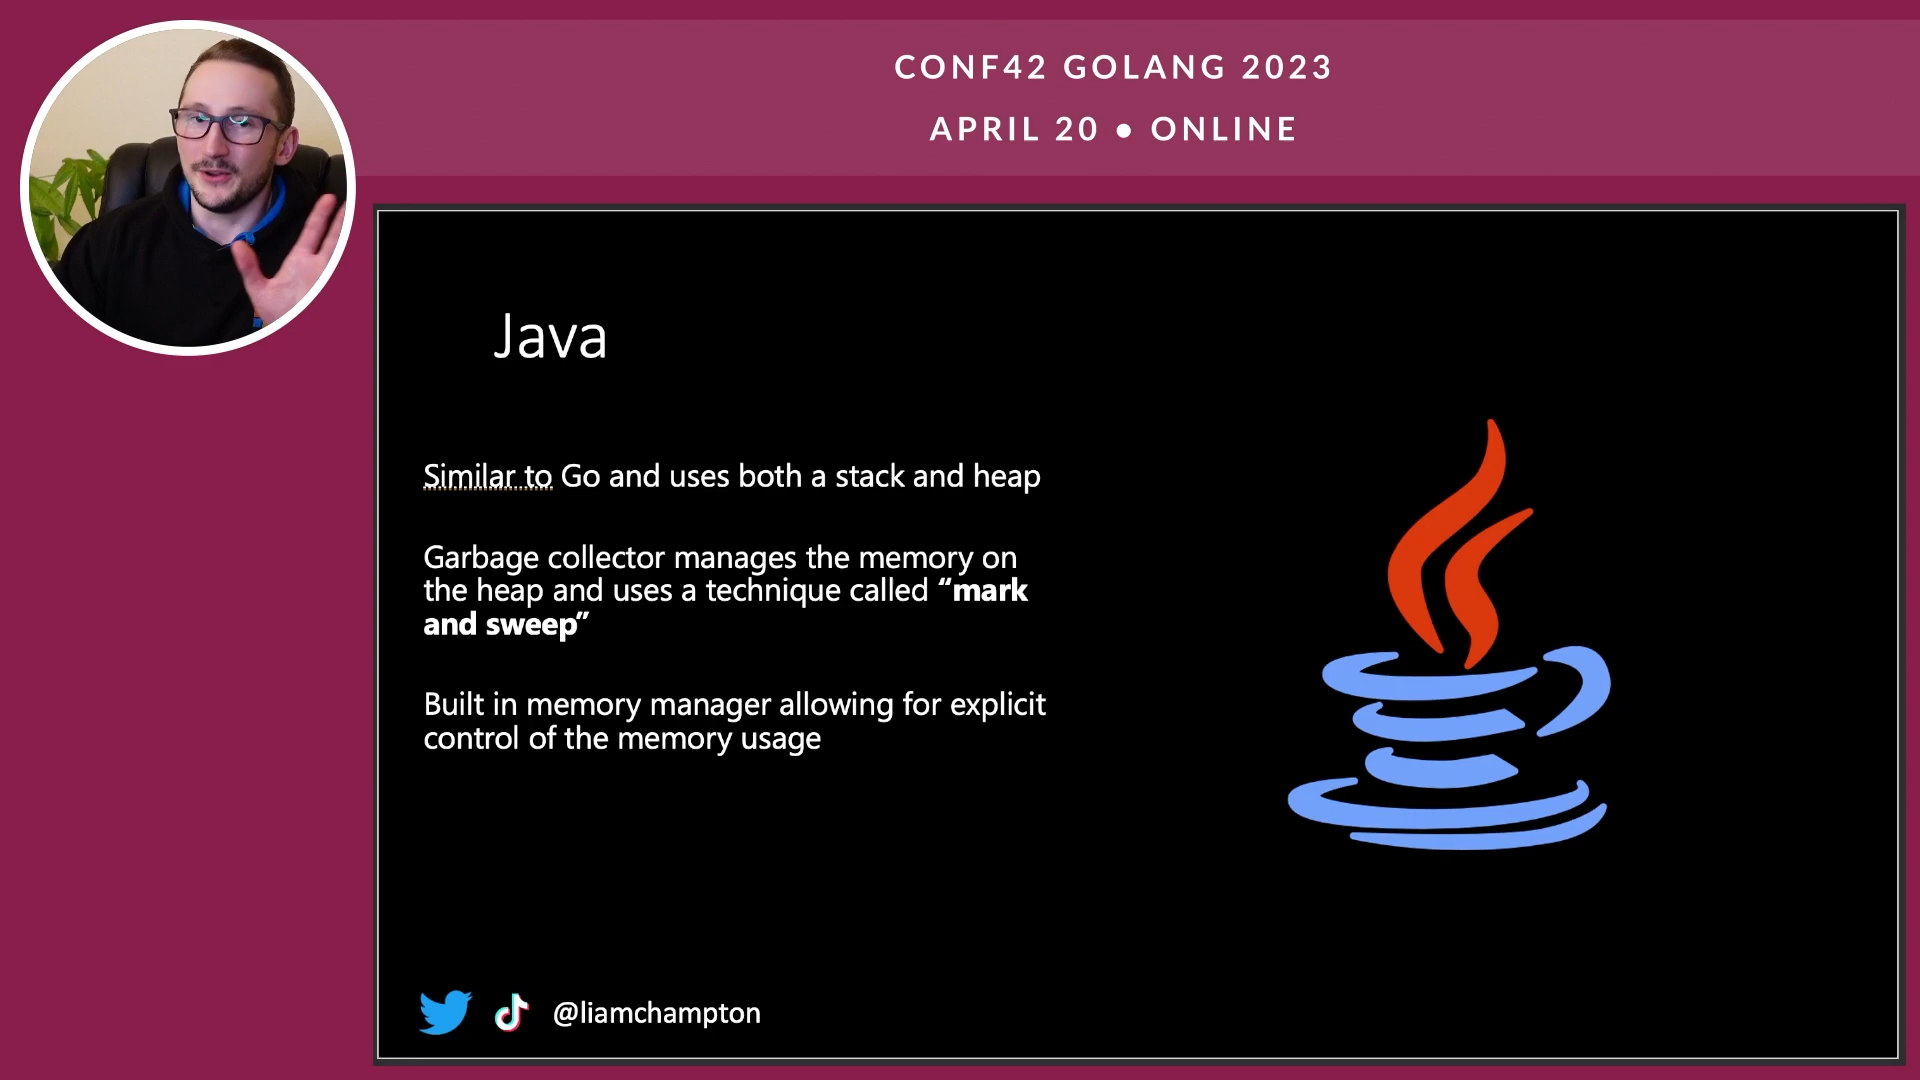 CONF42 GOLANG 2023
APRIL 20 ● ONLINE
Java
Similar to Go and uses both a stack and heap
Garbage collector manages the memory on
the heap and uses a technique called “mark
and sweep”
Built in memory manager allowing for explicit
control of the memory usage
@liamchampton